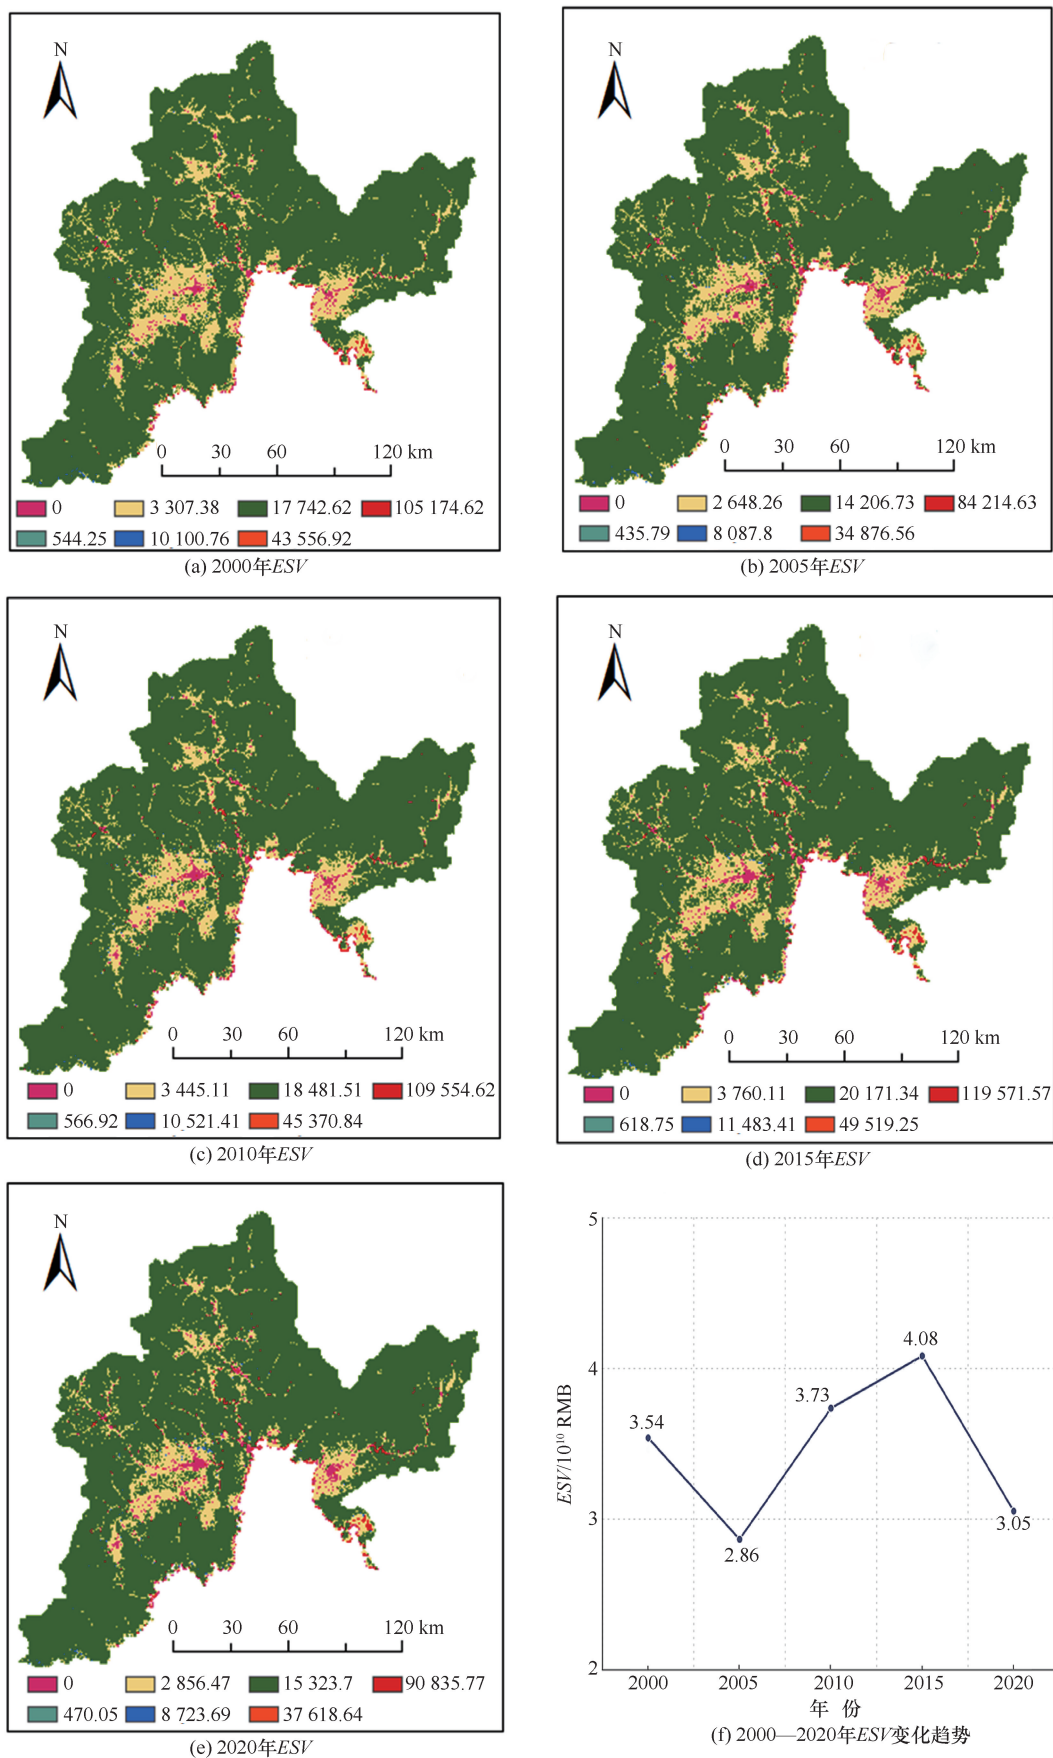 N
0 30 60 120 km
0 3 307.38 17 742.62 105 174.62
544.25 10 100.76 43 556.92
(a) 2000年ESV
N
0 30 60 120 km
0 2 648.26 14 206.73 84 214.63
435.79 8 087.8 34 876.56
(b) 2005年ESV
N
0 30 60 120 km
0 3 445.11 18 481.51 109 554.62
566.92 10 521.41 45 370.84
(c) 2010年ESV
N
0 30 60 120 km
0 3 760.11 20 171.34 119 571.57
618.75 11 483.41 49 519.25
(d) 2015年ESV
N
0 30 60 120 km
0 2 856.47 15 323.7 90 835.77
470.05 8 723.69 37 618.64
(e) 2020年ESV
5
4
3
2
ESV/10¹⁰ RMB
3.54
2.86
3.73
4.08
3.05
2000 2005 2010 2015 2020
年 份
(f) 2000—2020年ESV变化趋势